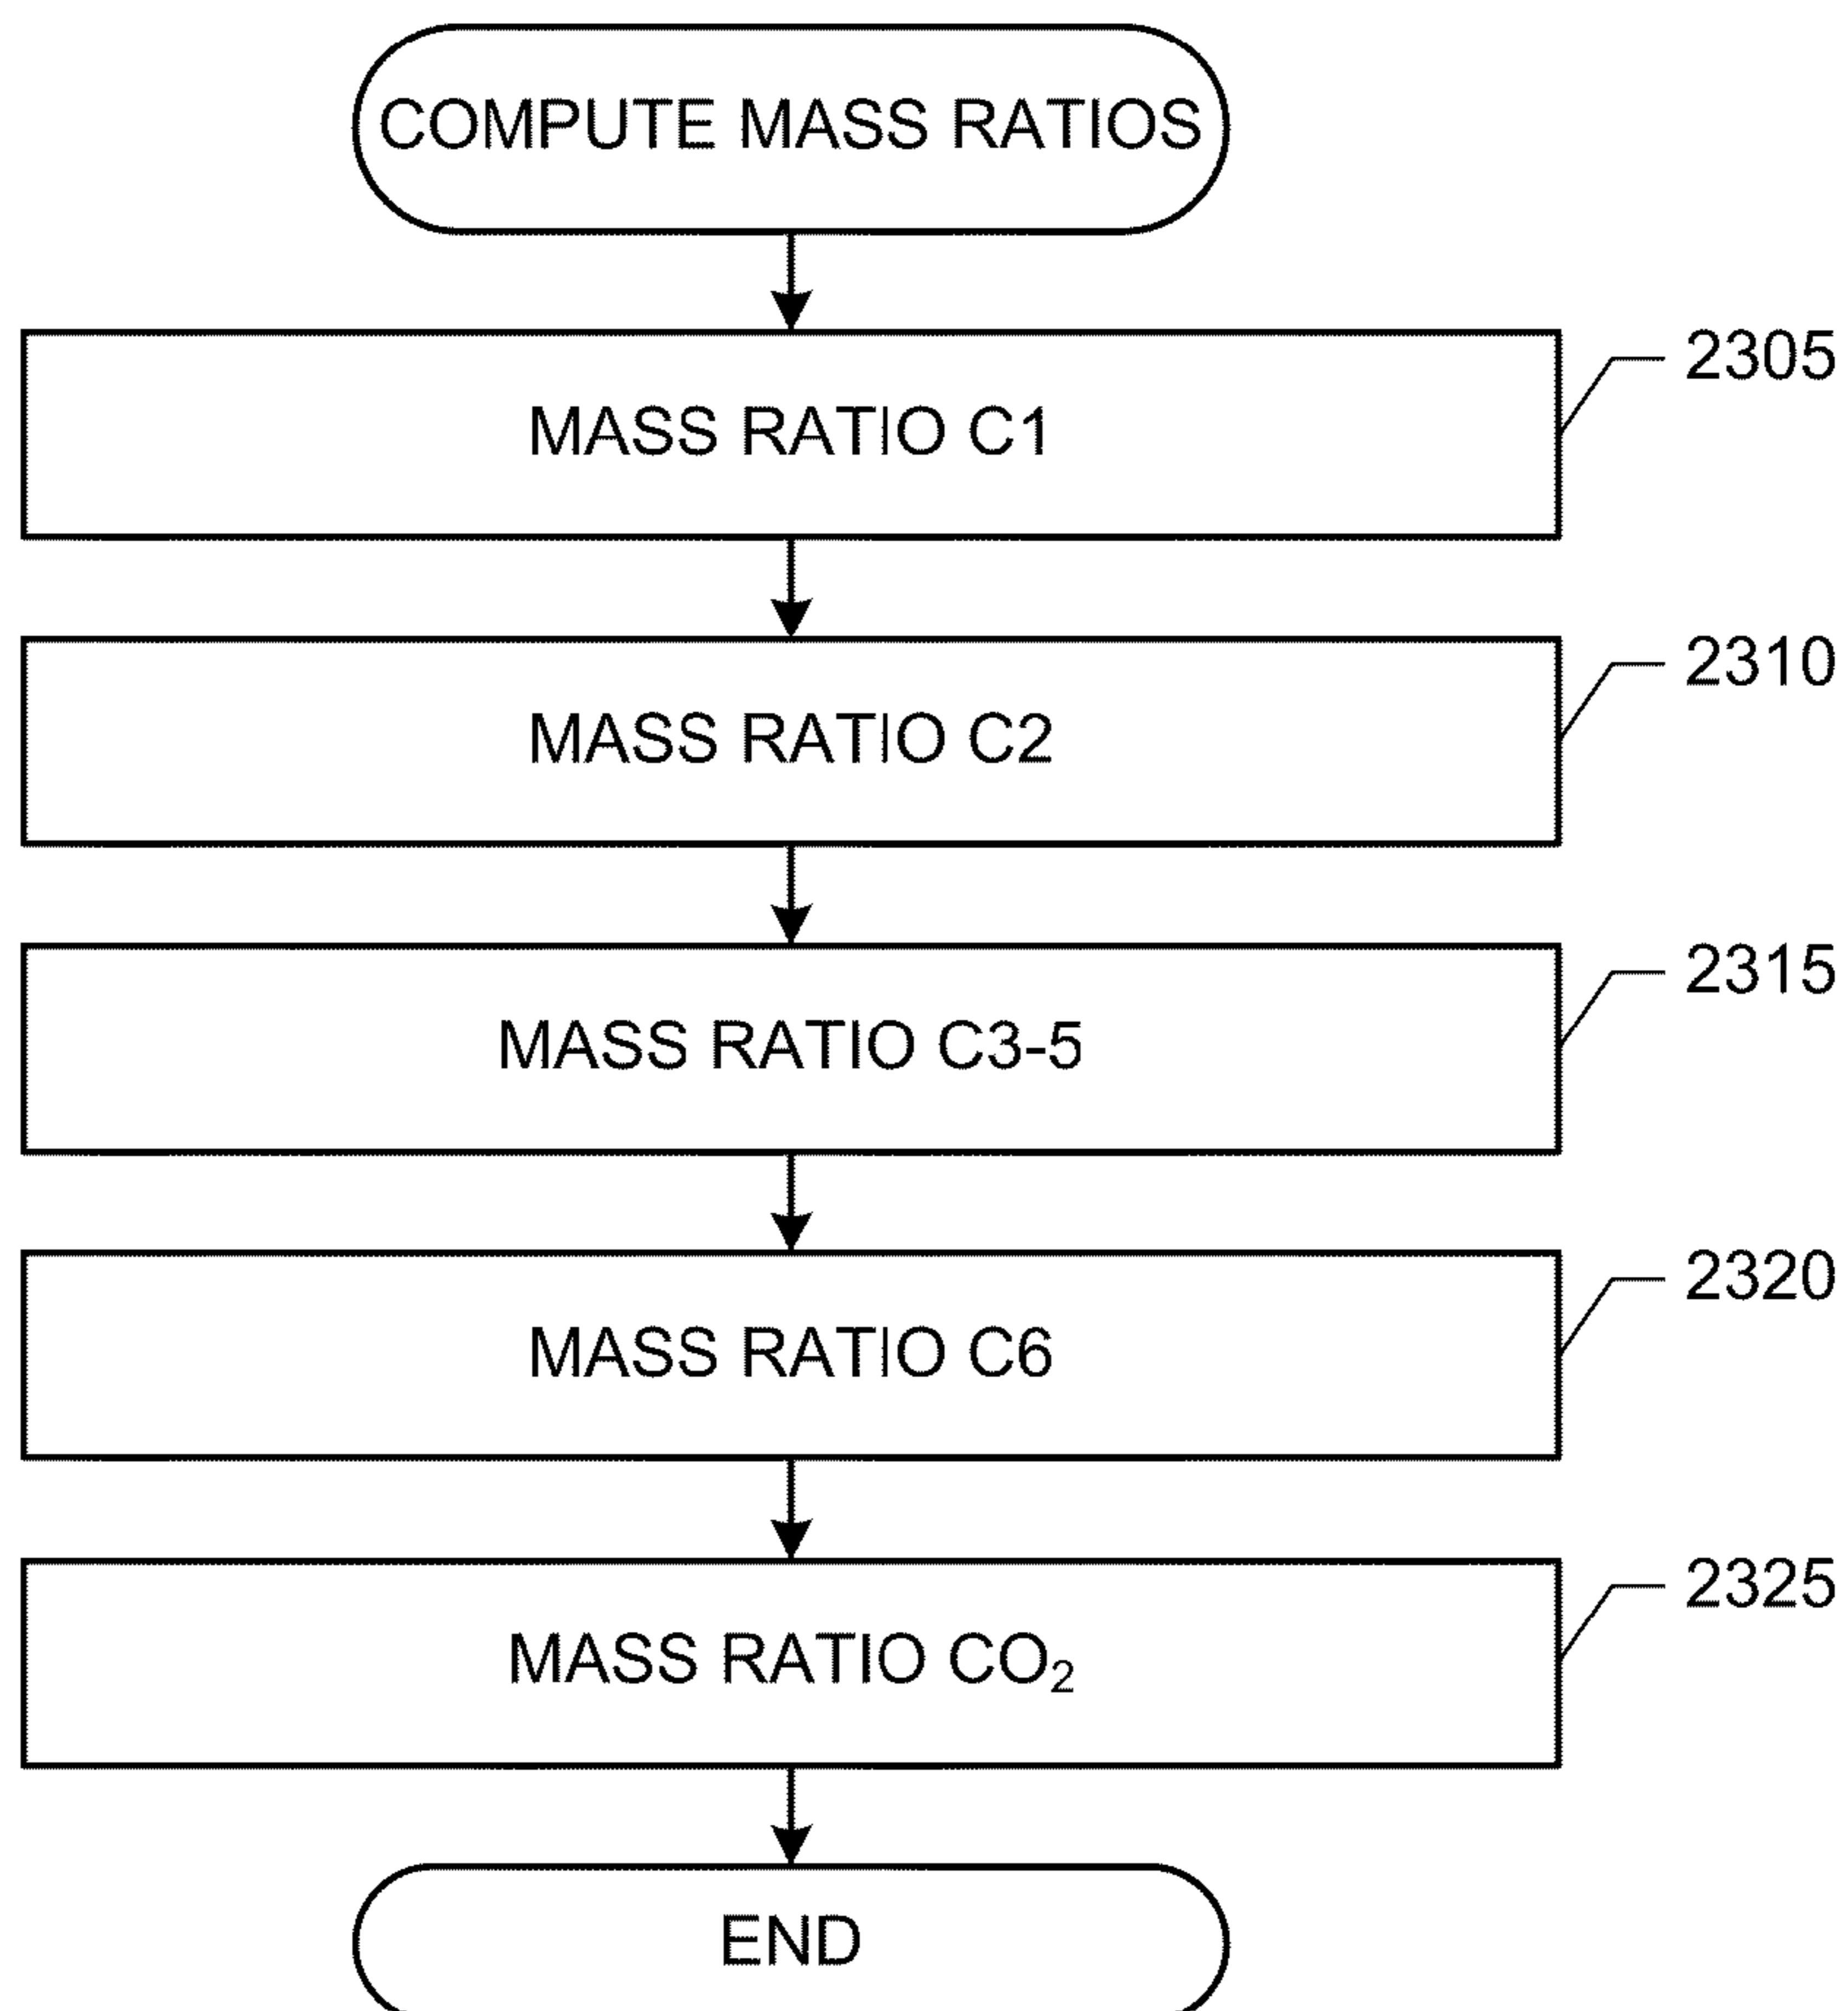 COMPUTE MASS RATIOS
2305
MASS RATIO C1
2310
MASS RATIO C2
2315
MASS RATIO C3-5
2320
MASS RATIO C6
2325
MASS RATIO CO₂
END